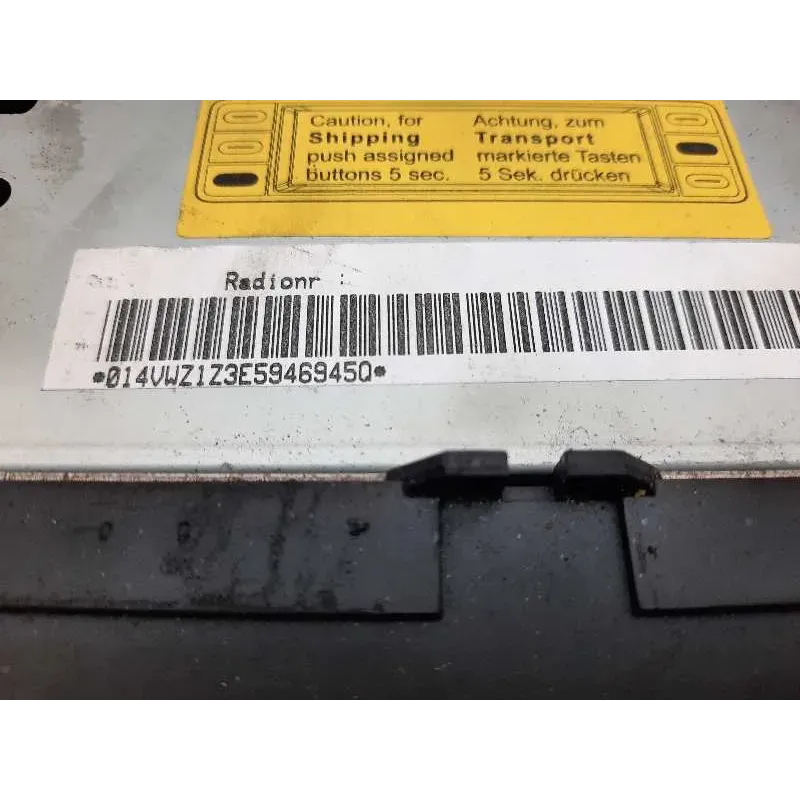 Caution, for Achtung, zum
Shipping Transport
push assigned markierte Tasten
buttons 5 sec. 5 Sek. drücken
Radionr :
*014VWZ1Z3E5946945Q*